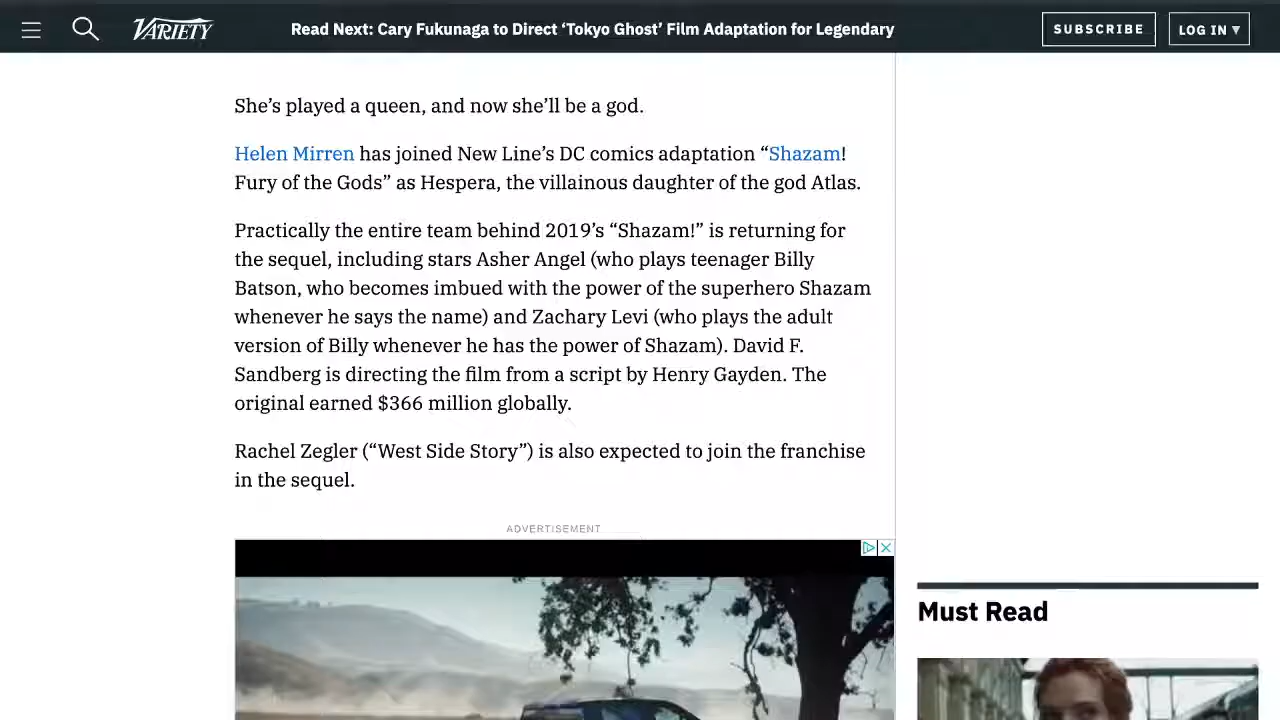 VARIETY
Read Next: Cary Fukunaga to Direct ‘Tokyo Ghost’ Film Adaptation for Legendary
SUBSCRIBE
LOG IN ▼
She’s played a queen, and now she’ll be a god.
Helen Mirren has joined New Line’s DC comics adaptation “Shazam!
Fury of the Gods” as Hespera, the villainous daughter of the god Atlas.
Practically the entire team behind 2019’s “Shazam!” is returning for
the sequel, including stars Asher Angel (who plays teenager Billy
Batson, who becomes imbued with the power of the superhero Shazam
whenever he says the name) and Zachary Levi (who plays the adult
version of Billy whenever he has the power of Shazam). David F.
Sandberg is directing the film from a script by Henry Gayden. The
original earned $366 million globally.
Rachel Zegler (“West Side Story”) is also expected to join the franchise
in the sequel.
ADVERTISEMENT
Must Read